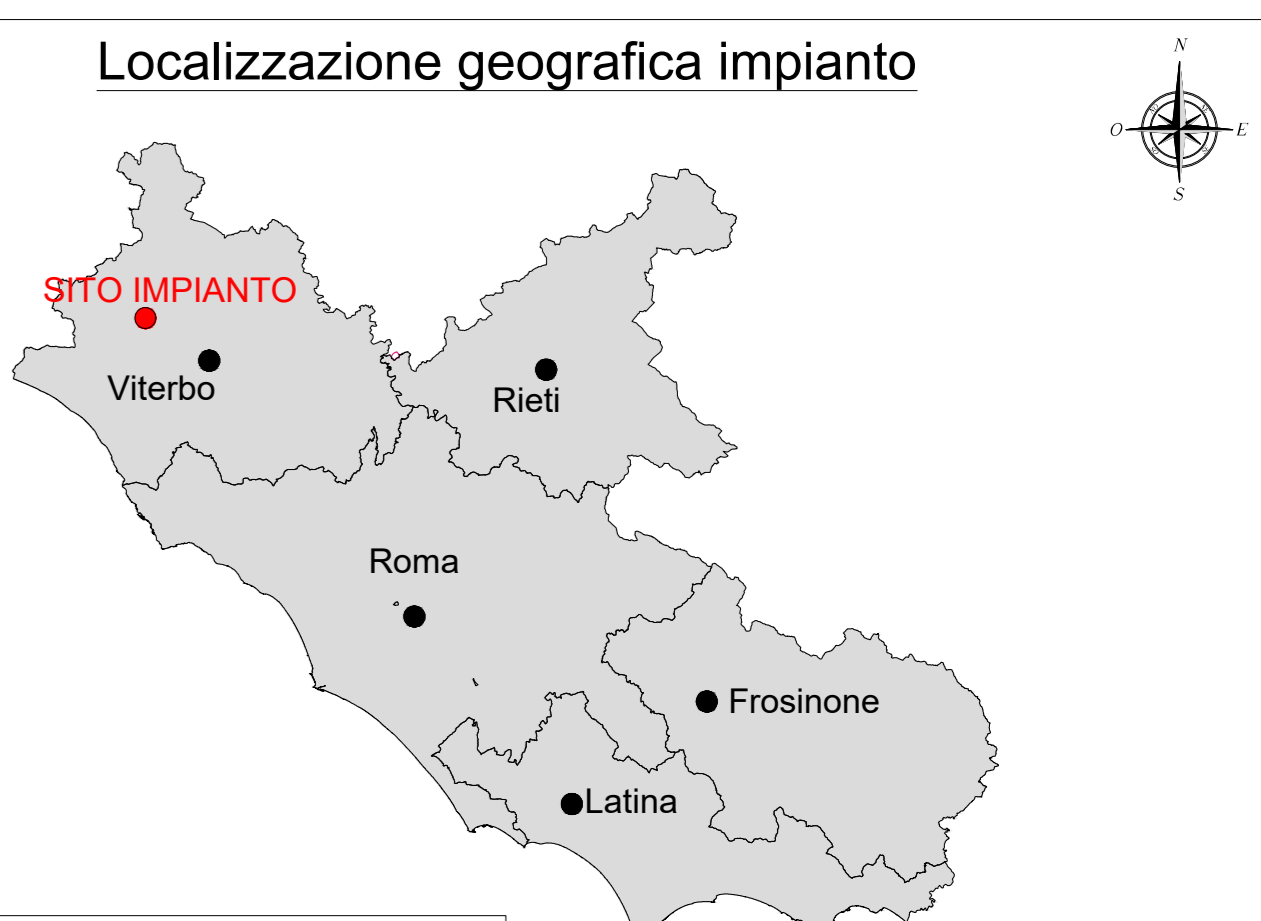 Localizzazione geografica impianto
N
O
E
S
SITO IMPIANTO
Viterbo
Rieti
Roma
Frosinone
Latina